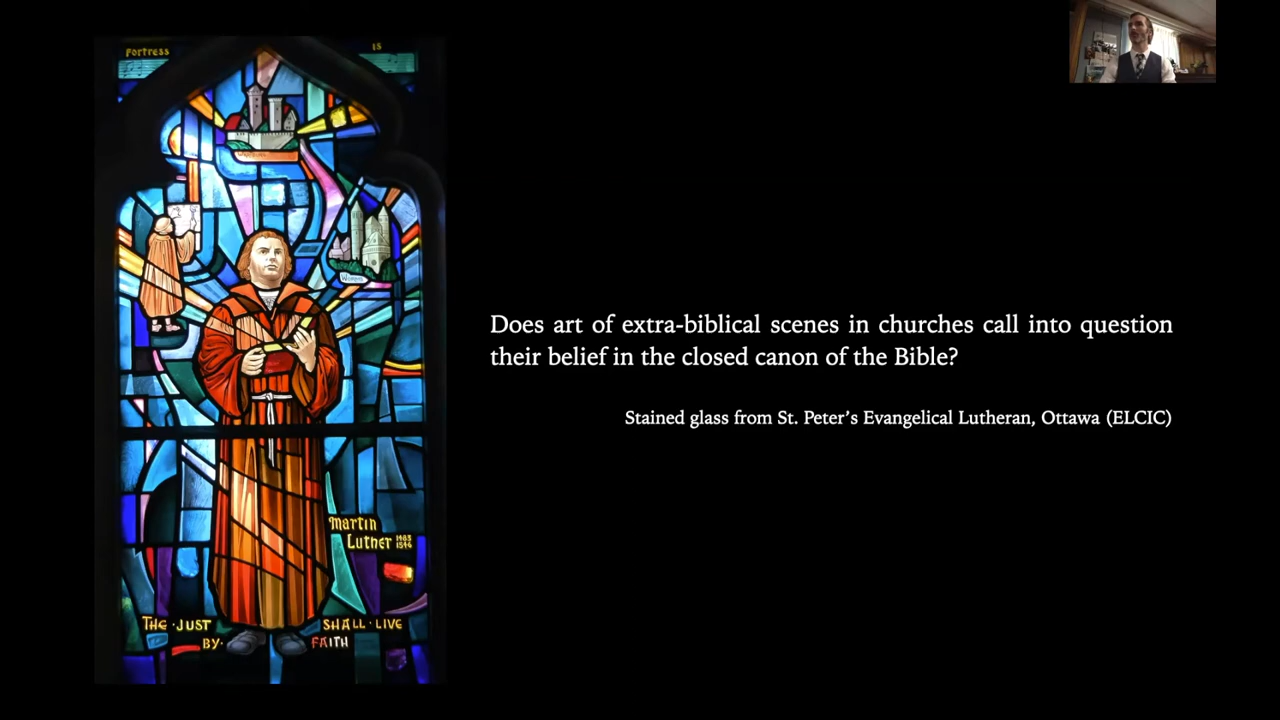 Fortress
is
Worms
Martin
Luther 1483
1546
THE · JUST SHALL · LIVE
BY · FAITH
Does art of extra-biblical scenes in churches call into question
their belief in the closed canon of the Bible?
Stained glass from St. Peter's Evangelical Lutheran, Ottawa (ELCIC)